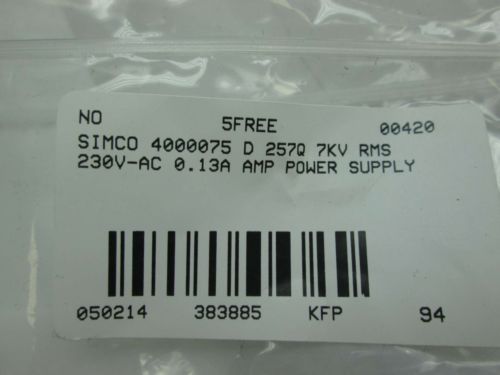 NO 5FREE 00420
SIMCO 4000075 D 257Q 7KV RMS
230V-AC 0.13A AMP POWER SUPPLY
050214 383885 KFP 94